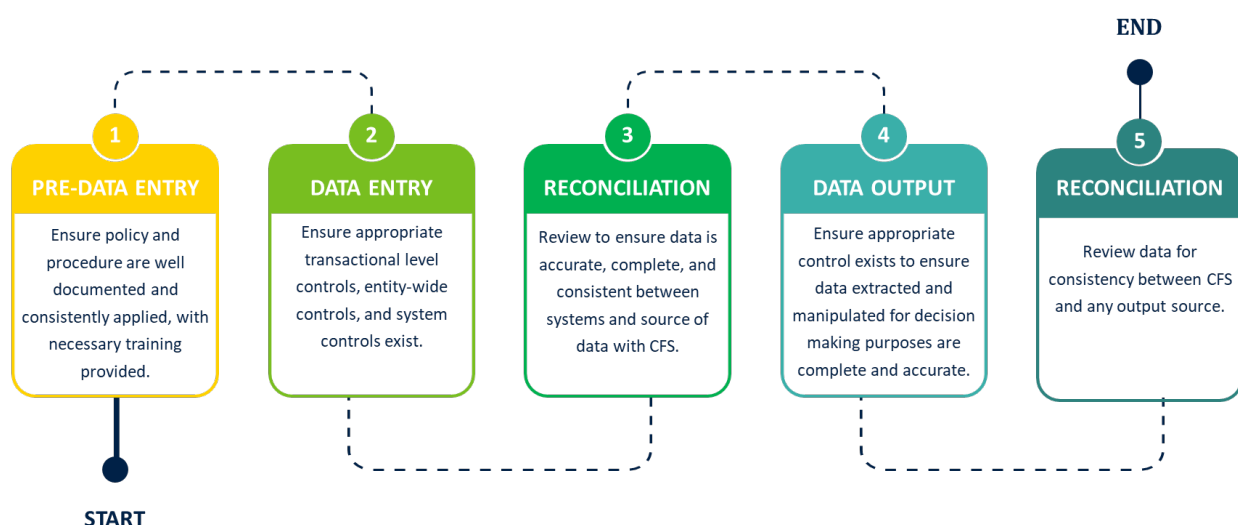 END
1
PRE-DATA ENTRY
Ensure policy and
procedure are well
documented and
consistently applied, with
necessary training
provided.
START
2
DATA ENTRY
Ensure appropriate
transactional level
controls, entity-wide
controls, and system
controls exist.
3
RECONCILIATION
Review to ensure data is
accurate, complete, and
consistent between
systems and source of
data with CFS.
4
DATA OUTPUT
Ensure appropriate
control exists to ensure
data extracted and
manipulated for decision
making purposes are
complete and accurate.
5
RECONCILIATION
Review data for
consistency between CFS
and any output source.